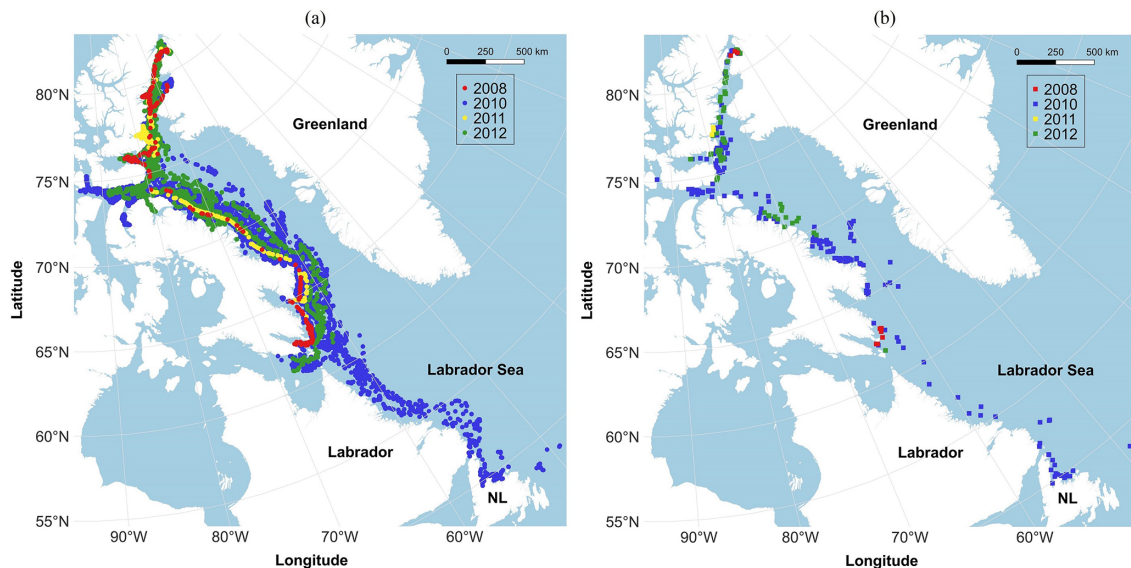 (a)
0 250 500 km
2008
2010
2011
2012
Greenland
80°N
75°N
70°N
65°N
60°N
55°N
Latitude
Labrador Sea
Labrador
NL
90°W 80°W 70°W 60°W
Longitude
(b)
0 250 500 km
2008
2010
2011
2012
Greenland
80°N
75°N
70°N
65°N
60°N
55°N
Latitude
Labrador Sea
Labrador
NL
90°W 80°W 70°W 60°W
Longitude